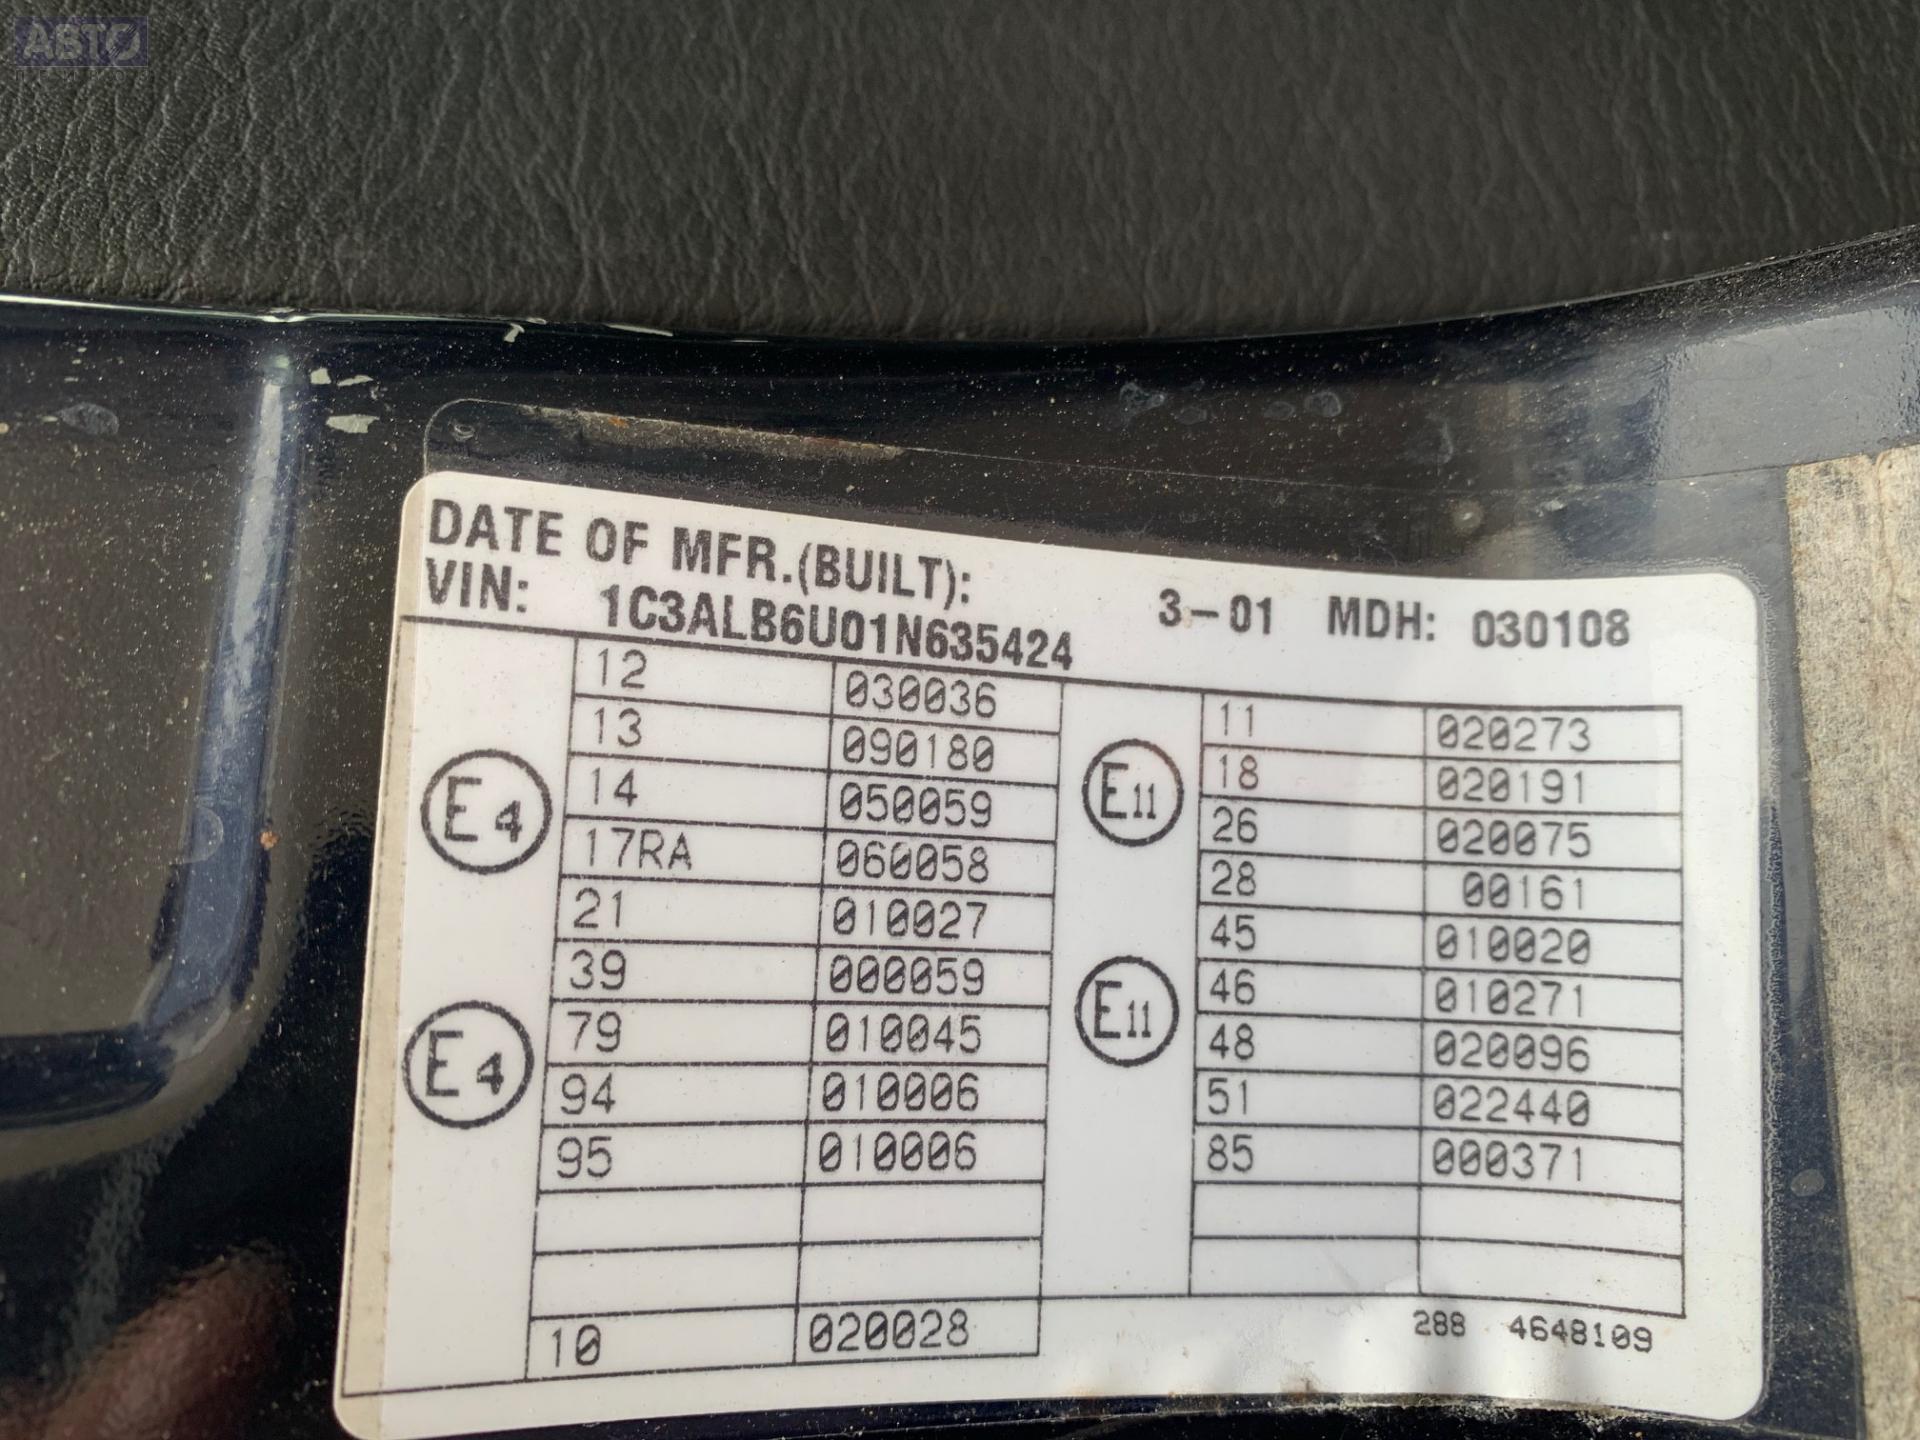 АВТО
DATE OF MFR.(BUILT): 3-01 MDH: 030108
VIN: 1C3ALB6U01N635424
E4
E4
12 030036
13 090180
14 050059
17RA 060058
21 010027
39 000059
79 010045
94 010006
95 010006
10 020028
E11
E11
11 020273
18 020191
26 020075
28 00161
45 010020
46 010271
48 020096
51 022440
85 000371
288 4648109